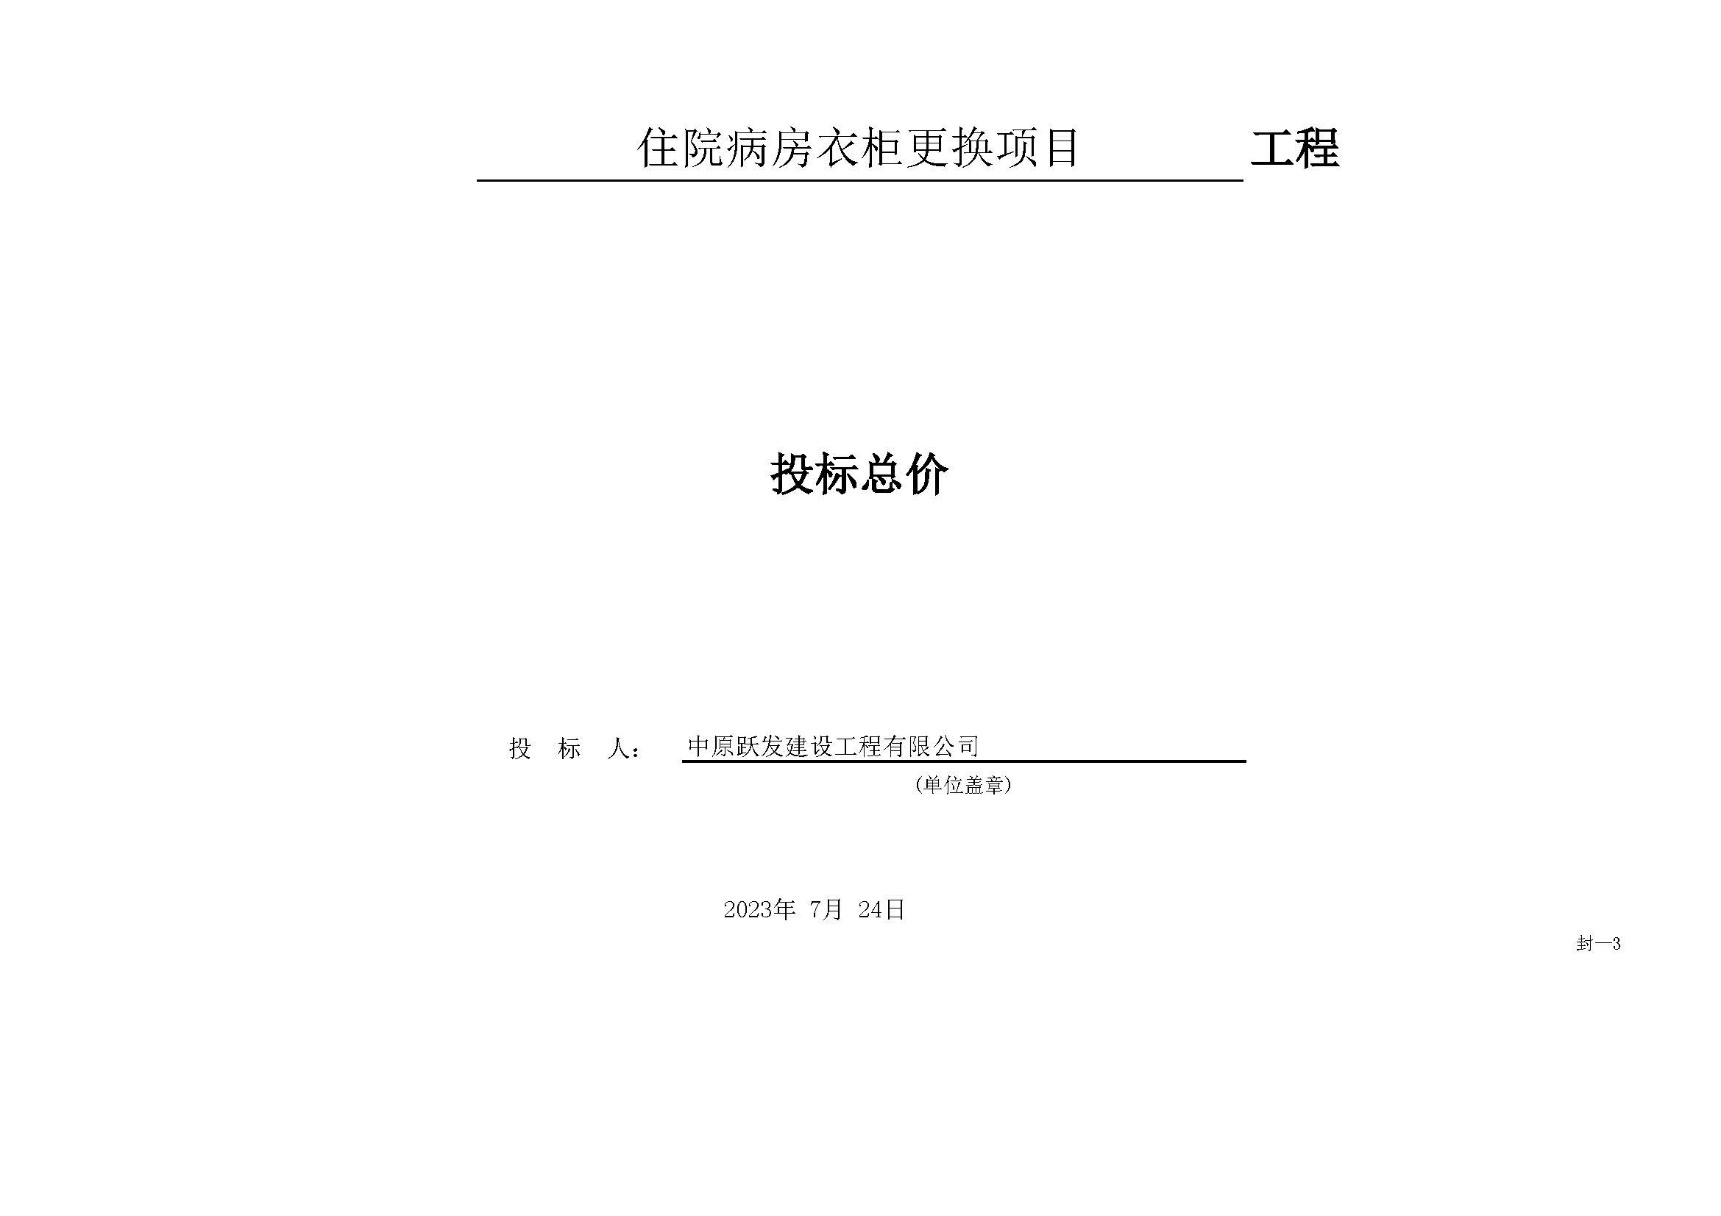 住院病房衣柜更换项目 工程
投标总价
投 标 人： 中原跃发建设工程有限公司
(单位盖章)
2023年 7月 24日
封—3